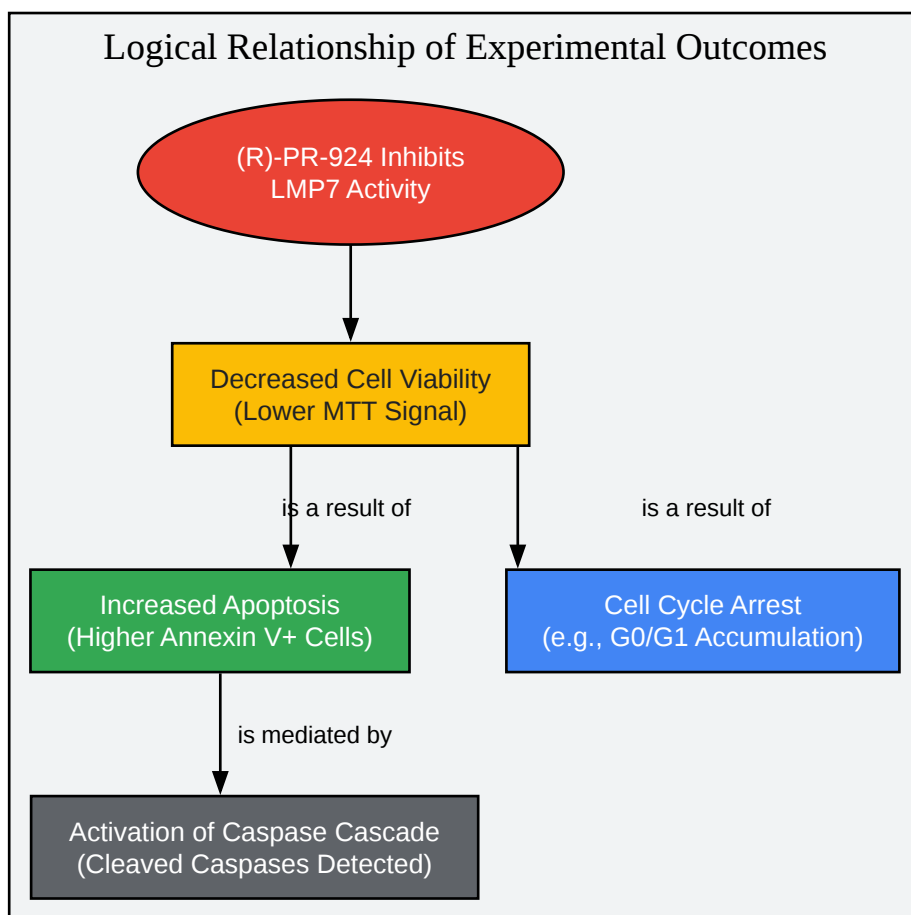 Logical Relationship of Experimental Outcomes
(R)-PR-924 Inhibits
LMP7 Activity
Decreased Cell Viability
(Lower MTT Signal)
is a result of
is a result of
Increased Apoptosis
(Higher Annexin V+ Cells)
Cell Cycle Arrest
(e.g., G0/G1 Accumulation)
is mediated by
Activation of Caspase Cascade
(Cleaved Caspases Detected)